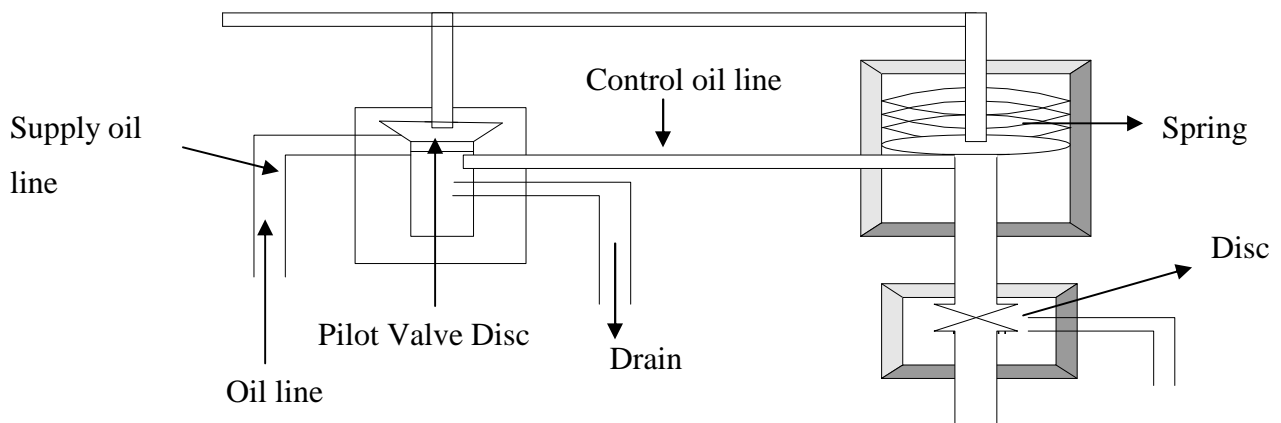 Control oil line
Supply oil
line
Spring
Disc
Pilot Valve Disc
Drain
Oil line